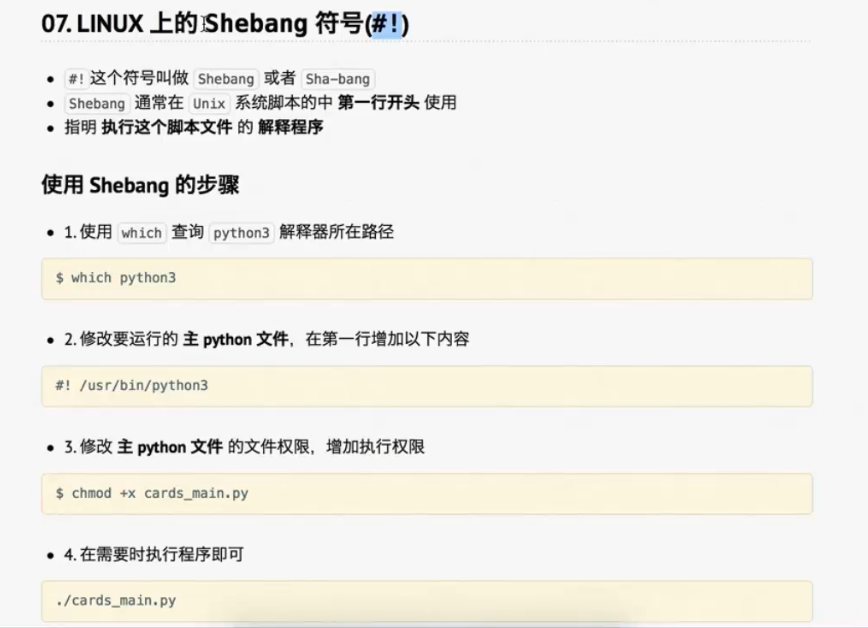 07. LINUX 上的 Shebang 符号(#!)
#! 这个符号叫做 Shebang 或者 Sha-bang
Shebang 通常在 Unix 系统脚本的中 第一行开头 使用
指明 执行这个脚本文件 的 解释程序
使用 Shebang 的步骤
1. 使用 which 查询 python3 解释器所在路径
$ which python3
2. 修改要运行的 主 python 文件，在第一行增加以下内容
#! /usr/bin/python3
3. 修改 主 python 文件 的文件权限，增加执行权限
$ chmod +x cards_main.py
4. 在需要时执行程序即可
./cards_main.py